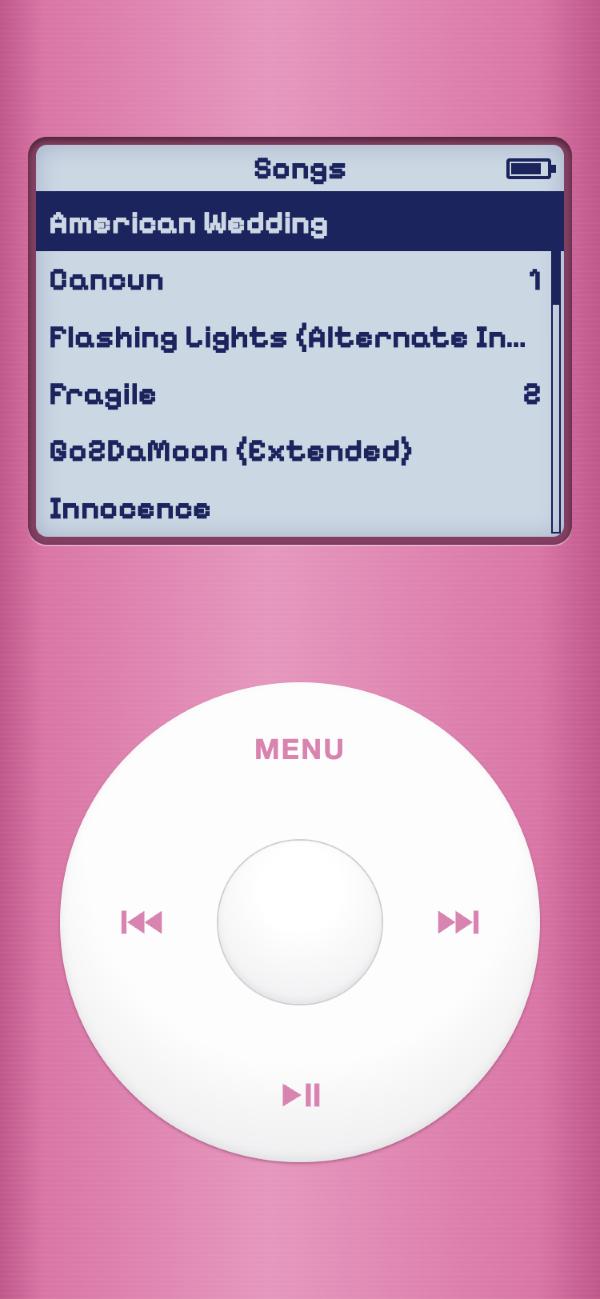 Songs
American Wedding
Cancun 1
Flashing Lights (Alternate In...
Fragile 2
Go2DaMoon (Extended)
Innocence
MENU